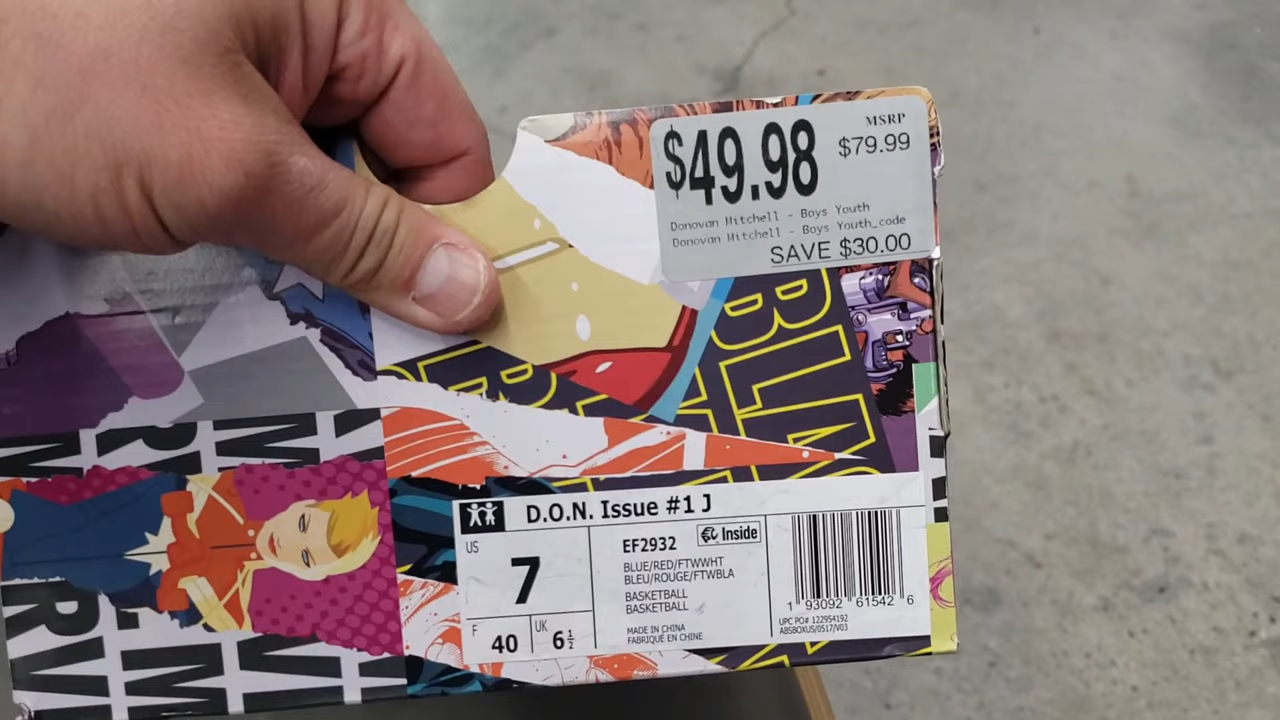 $49.98
MSRP
$79.99
Donovan Mitchell - Boys Youth
Donovan Mitchell - Boys Youth_code
SAVE $30.00
D.O.N. Issue #1 J
US
7
F
40
UK
6½
EF2932
Inside
BLUE/RED/FTWWHT
BLEU/ROUGE/FTWBLA
BASKETBALL
BASKETBALL
MADE IN CHINA
FABRIQUÉ EN CHINE
1 93092 61542 6
UPC PO# 122954192
ABSBOXUS/0517/V03